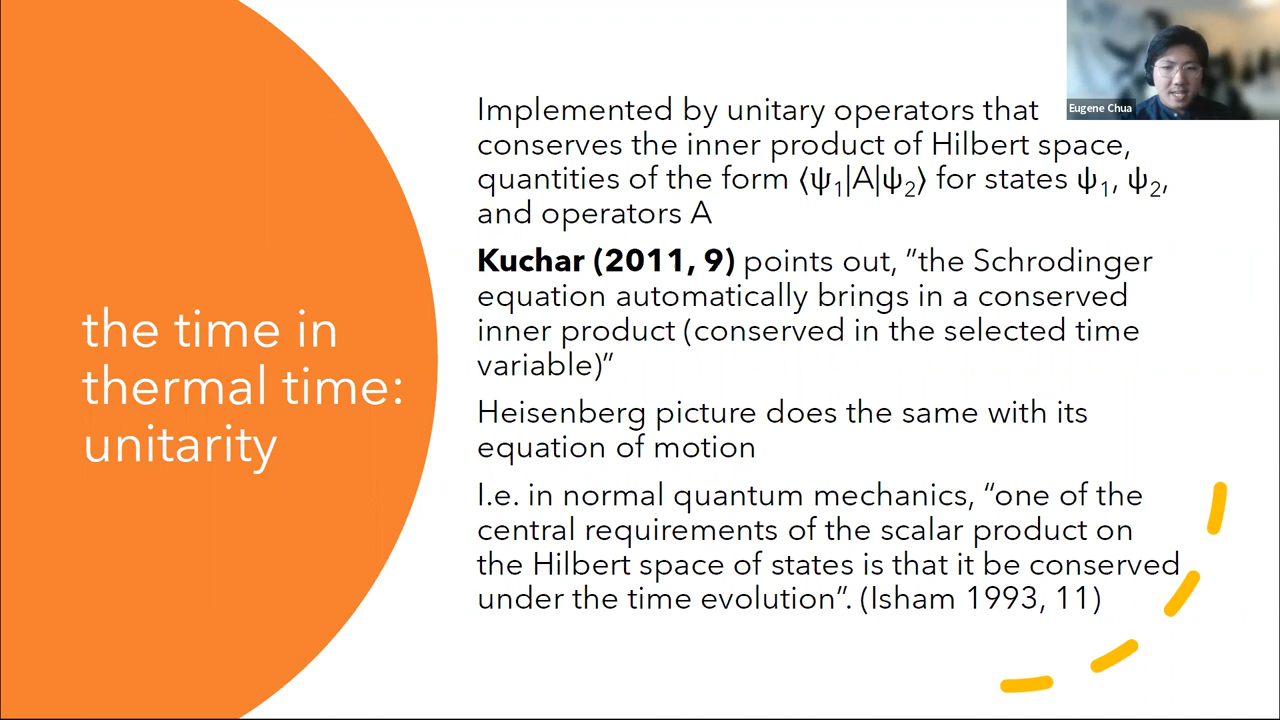 the time in
thermal time:
unitarity
Implemented by unitary operators that
conserves the inner product of Hilbert space,
quantities of the form ⟨ψ₁|A|ψ₂⟩ for states ψ₁, ψ₂,
and operators A
Kuchar (2011, 9) points out, ”the Schrodinger
equation automatically brings in a conserved
inner product (conserved in the selected time
variable)”
Heisenberg picture does the same with its
equation of motion
I.e. in normal quantum mechanics, “one of the
central requirements of the scalar product on
the Hilbert space of states is that it be conserved
under the time evolution”. (Isham 1993, 11)
Eugene Chua